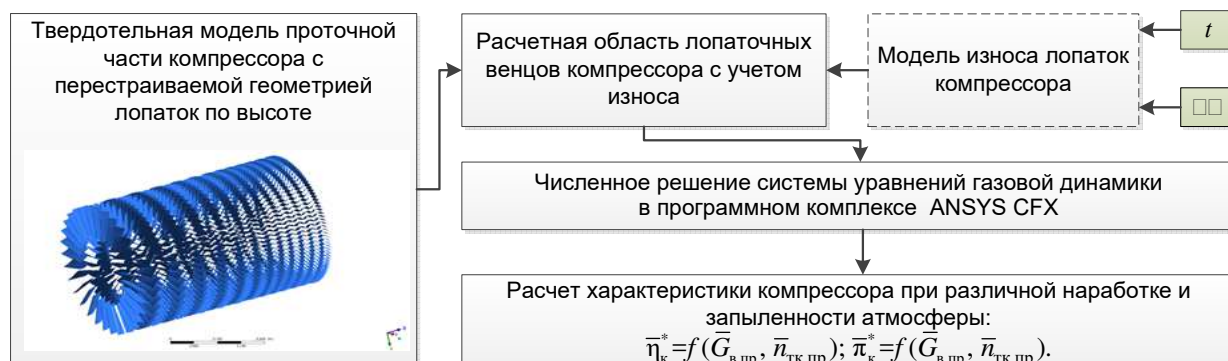 Твердотельная модель проточной
части компрессора с
перестраиваемой геометрией
лопаток по высоте
Расчетная область лопаточных
венцов компрессора с учетом
износа
Модель износа лопаток
компрессора
t
□□
Численное решение системы уравнений газовой динамики
в программном комплексе ANSYS CFX
Расчет характеристики компрессора при различной наработке и
запыленности атмосферы:
η̅*к=f(G̅в.пр, n̅тк.пр); π̅*к=f(G̅в.пр, n̅тк.пр).